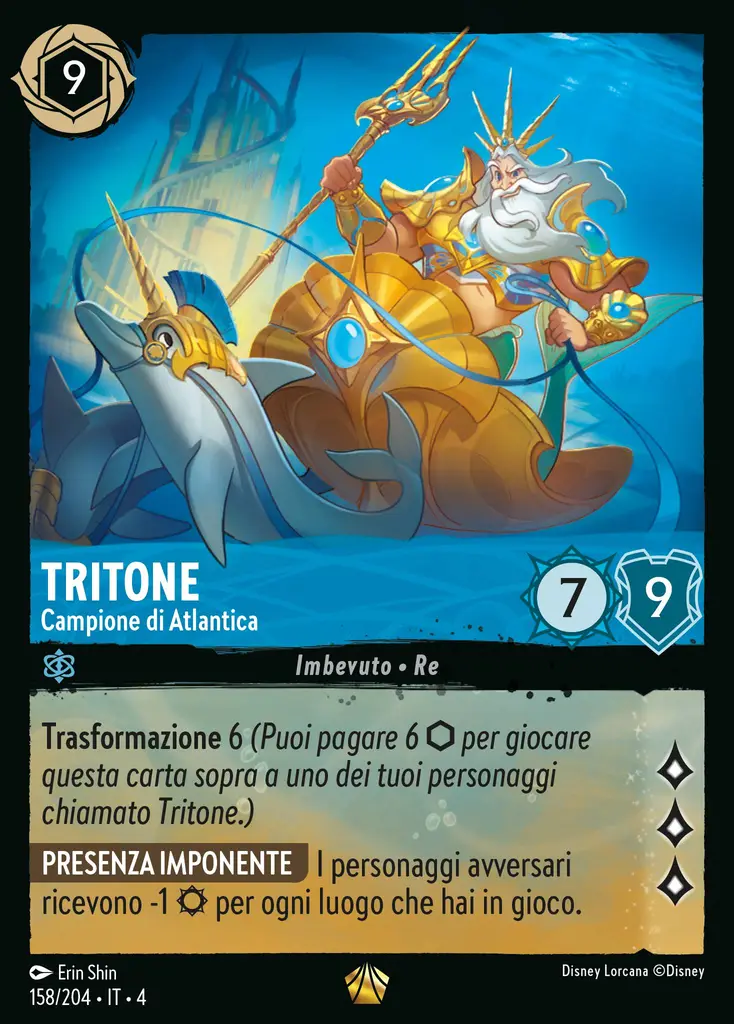 9
TRITONE
Campione di Atlantica
7
9
Imbevuto • Re
Trasformazione 6 (Puoi pagare 6 ⬡ per giocare
questa carta sopra a uno dei tuoi personaggi
chiamato Tritone.)
PRESENZA IMPONENTE I personaggi avversari
ricevono -1 ¤ per ogni luogo che hai in gioco.
Erin Shin
Disney Lorcana ©Disney
158/204 • IT • 4